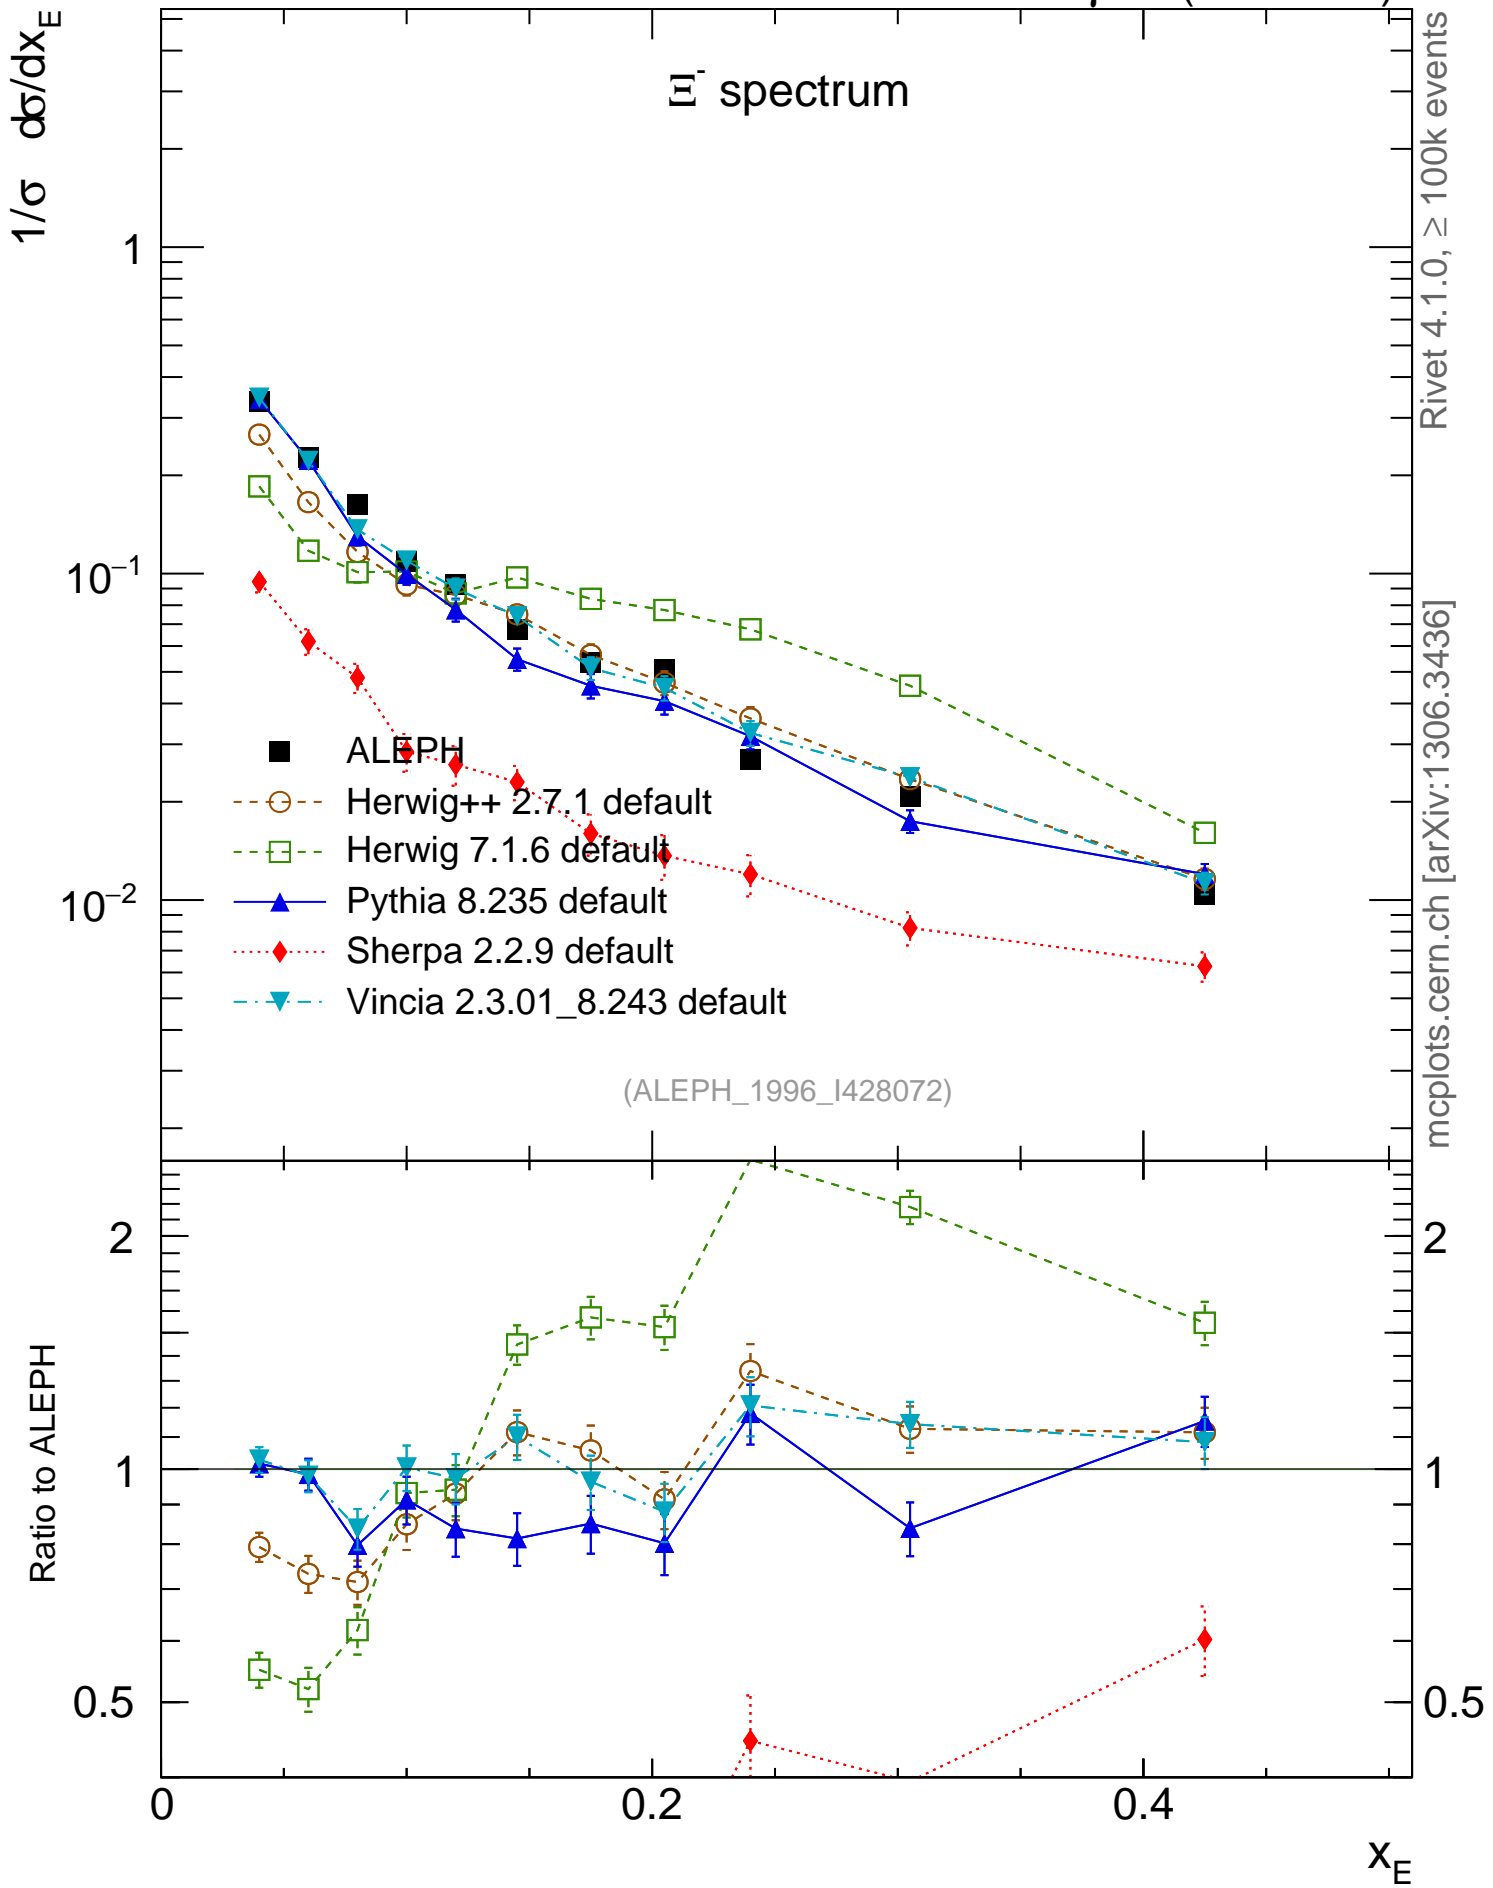 Ξ⁻ spectrum
1/σ dσ/dx_E
1
10⁻¹
10⁻²
ALEPH
Herwig++ 2.7.1 default
Herwig 7.1.6 default
Pythia 8.235 default
Sherpa 2.2.9 default
Vincia 2.3.01_8.243 default
(ALEPH_1996_I428072)
Rivet 4.1.0, ≥ 100k events
mcplots.cern.ch [arXiv:1306.3436]
Ratio to ALEPH
2
1
0.5
2
1
0.5
0 0.2 0.4
x_E